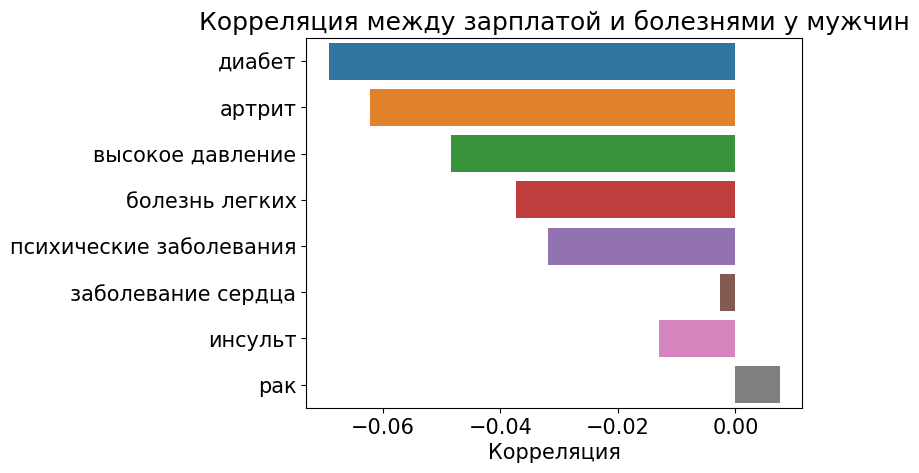 Корреляция между зарплатой и болезнями у мужчин
диабет
артрит
высокое давление
болезнь легких
психические заболевания
заболевание сердца
инсульт
рак
−0.06 −0.04 −0.02 0.00
Корреляция